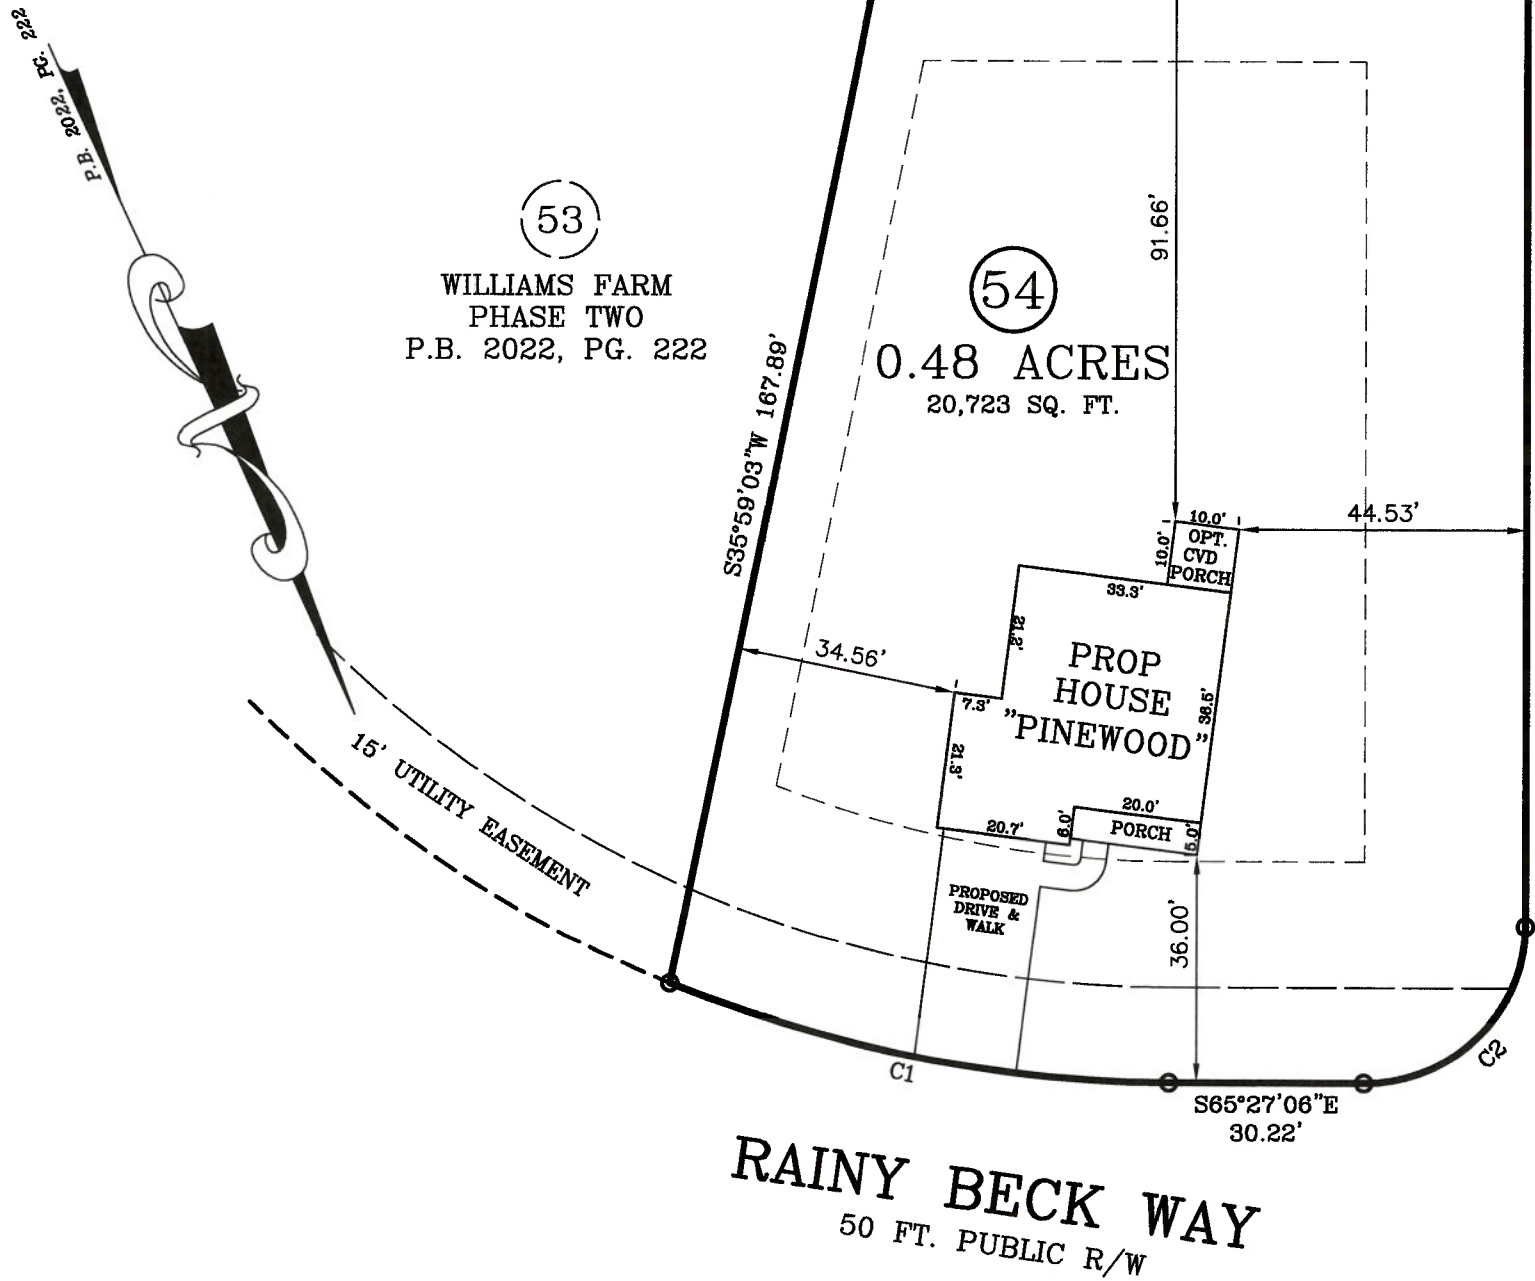 P.B. 2022, PG. 222
53
WILLIAMS FARM
PHASE TWO
P.B. 2022, PG. 222
S35°59'03"W 167.89'
91.66'
54
0.48 ACRES
20,723 SQ. FT.
44.53'
10.0'
10.0'
OPT.
CVD
PORCH
33.3'
21.2'
34.56'
7.3'
PROP
HOUSE
"PINEWOOD"
38.5'
21.3'
20.7'
6.0'
20.0'
PORCH
5.0'
15' UTILITY EASEMENT
PROPOSED
DRIVE &
WALK
36.00'
C1
C2
S65°27'06"E
30.22'
RAINY BECK WAY
50 FT. PUBLIC R/W